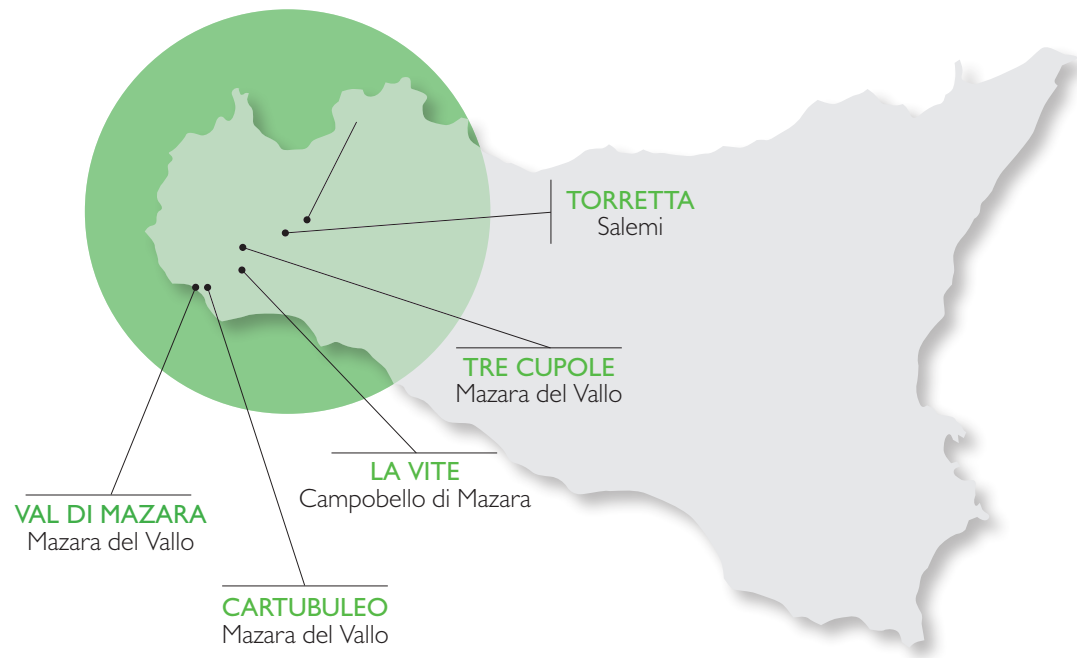 TORRETTA
Salemi
TRE CUPOLE
Mazara del Vallo
LA VITE
Campobello di Mazara
VAL DI MAZARA
Mazara del Vallo
CARTUBULEO
Mazara del Vallo